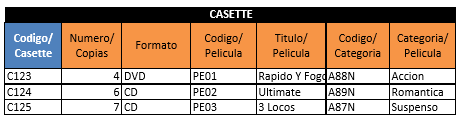 CASETTE
Codigo/ Casette Numero/ Copias Formato Codigo/ Pelicula Titulo/ Pelicula Codigo/ Categoria Categoria/ Pelicula
C123 4 DVD PE01 Rapido Y Fogo A88N Accion
C124 6 CD PE02 Ultimate A89N Romantica
C125 7 CD PE03 3 Locos A87N Suspenso